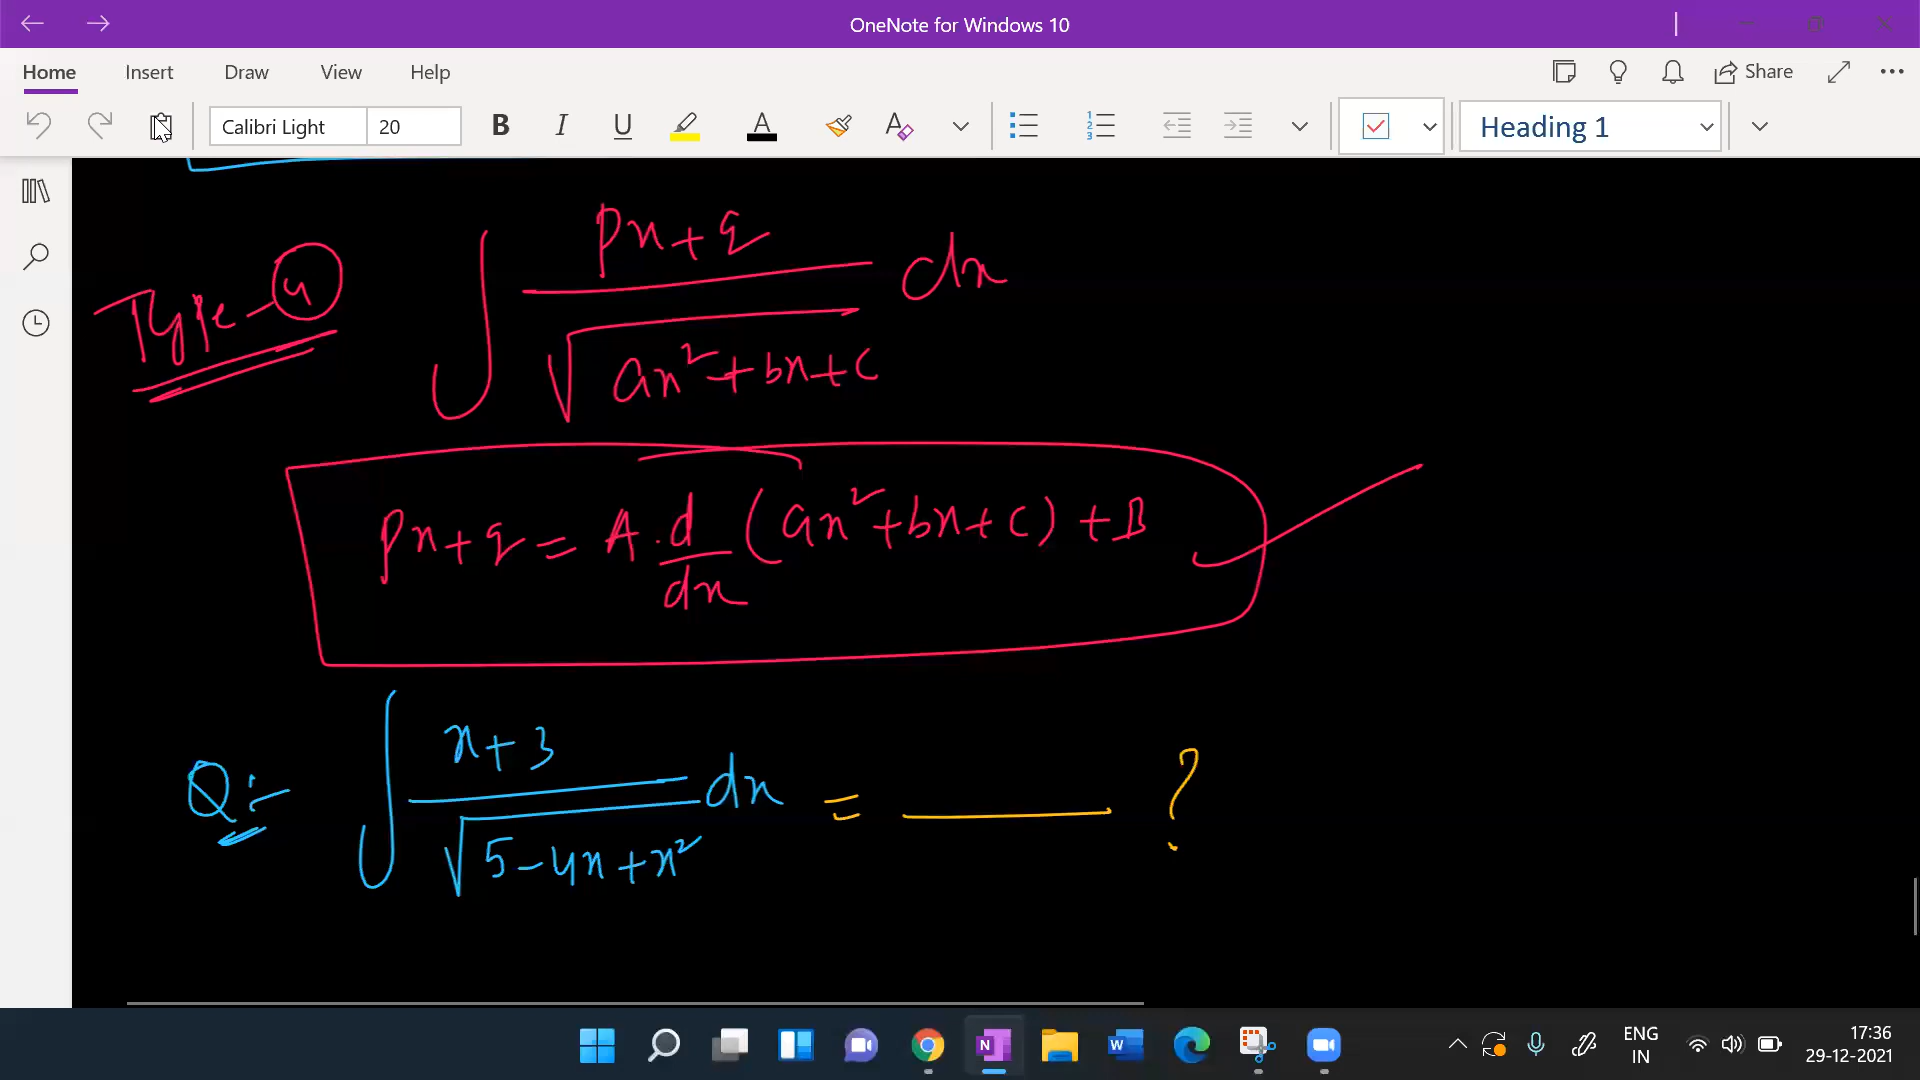 OneNote for Windows 10
Home Insert Draw View Help Share
Calibri Light 20 B I U A A Heading 1
Type-4 ∫ px+q / √ax²+bx+c dx
px+q = A.d/dx (ax²+bx+c) +B
Q:- ∫ x+3 / √5-4x+x² dx = ______ ?
ENG 17:36
IN 29-12-2021